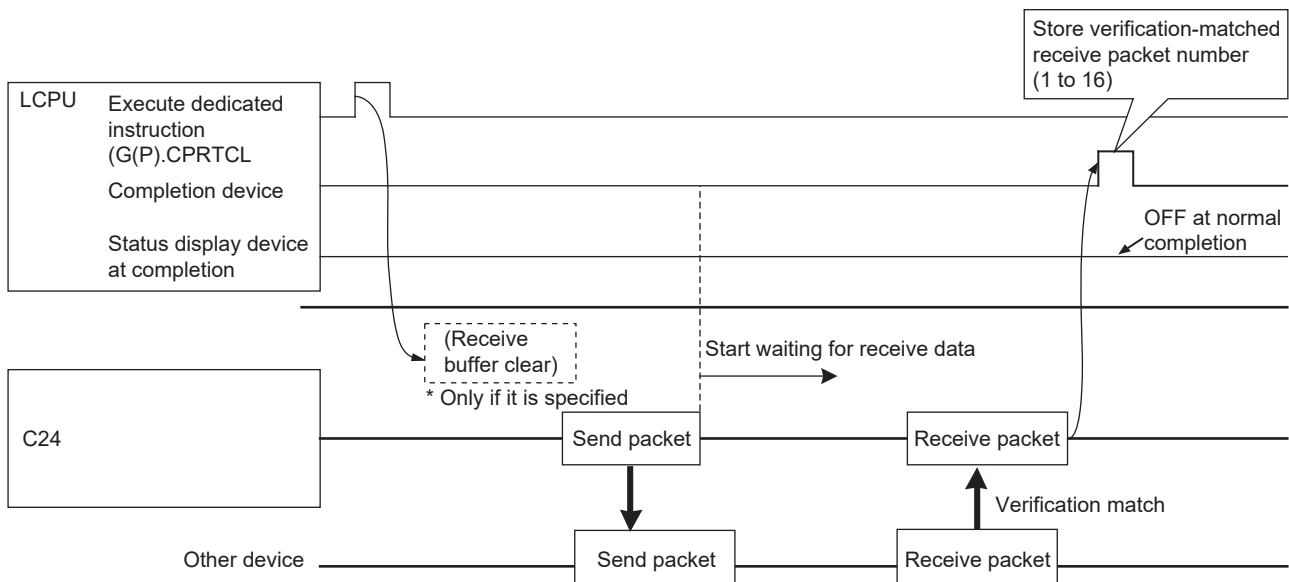 Store verification-matched
receive packet number
(1 to 16)
LCPU
Execute dedicated
instruction
(G(P).CPRTCL
Completion device
Status display device
at completion
OFF at normal
completion
(Receive
buffer clear)
* Only if it is specified
Start waiting for receive data
C24
Send packet
Receive packet
Verification match
Other device
Send packet
Receive packet